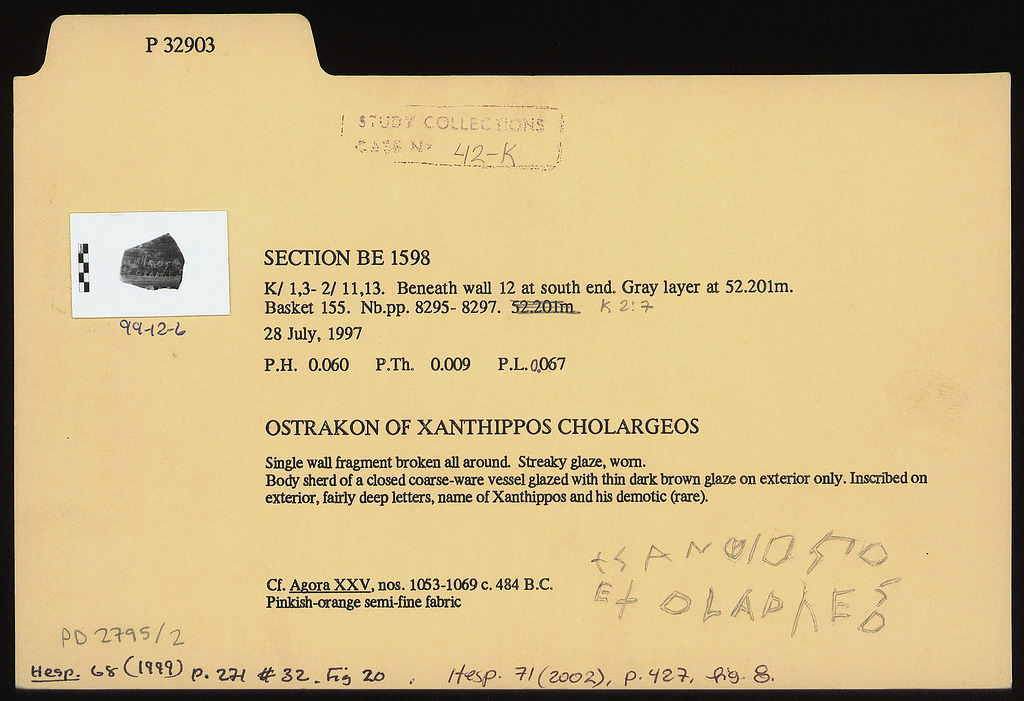 P 32903
STUDY COLLECTIONS
CASE Nº 42-K
SECTION BE 1598
K/ 1,3- 2/ 11,13. Beneath wall 12 at south end. Gray layer at 52.201m.
Basket 155. Nb.pp. 8295- 8297. 52.201m K 2:7
99-12-6
28 July, 1997
P.H. 0.060 P.Th. 0.009 P.L. 0.067
OSTRAKON OF XANTHIPPOS CHOLARGEOS
Single wall fragment broken all around. Streaky glaze, worn.
Body sherd of a closed coarse-ware vessel glazed with thin dark brown glaze on exterior only. Inscribed on
exterior, fairly deep letters, name of Xanthippos and his demotic (rare).
Cf. Agora XXV, nos. 1053-1069 c. 484 B.C.
Pinkish-orange semi-fine fabric
PD 2795/2
Hesp. 68 (1999) p. 271 # 32. Fig 20. Hesp. 71 (2002), p. 427, fig. 8.